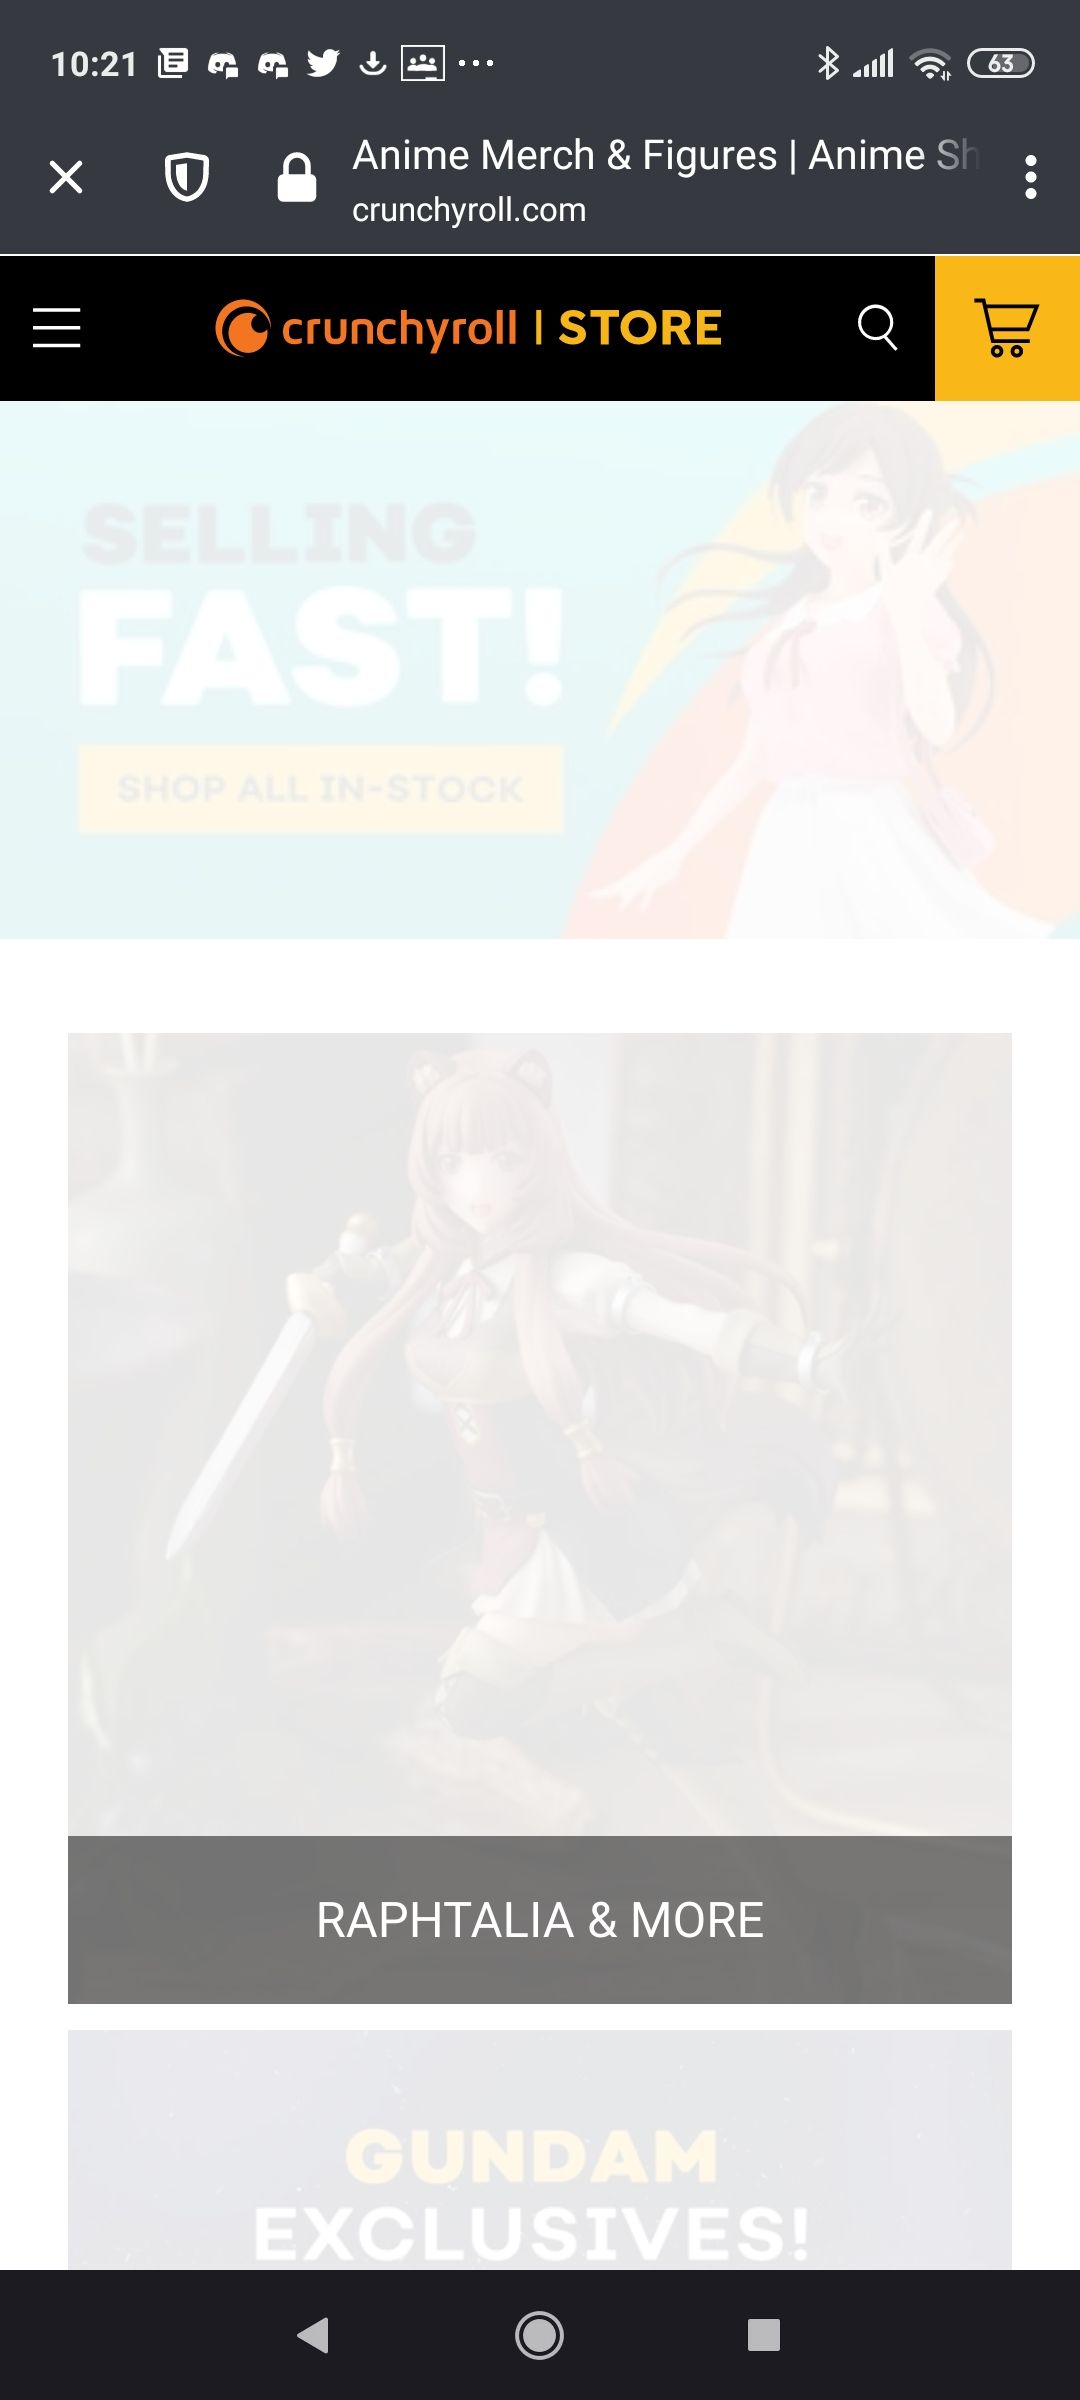 10:21
63
Anime Merch & Figures | Anime Sh
crunchyroll.com
crunchyroll | STORE
SELLING
FAST!
SHOP ALL IN-STOCK
RAPHTALIA & MORE
GUNDAM
EXCLUSIVES!